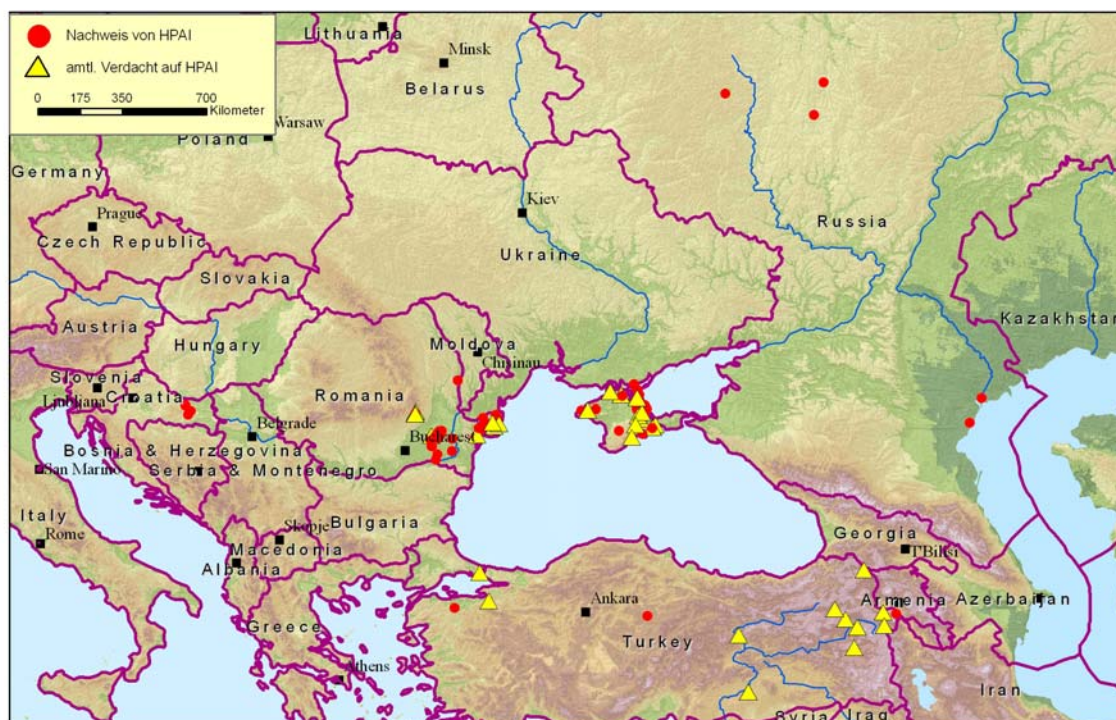 Nachweis von HPAI
amtl. Verdacht auf HPAI
0 175 350 700
Kilometer
Lithuania
Minsk
Belarus
Warsaw
Poland
Germany
Prague
Czech Republic
Kiev
Russia
Ukraine
Slovakia
Kazakhstan
Austria
Hungary
Moldova
Chisinau
Slovenia
Ljubljana
Croatia
Romania
Belgrade
Bucharest
Bosnia & Herzegovina
San Marino
Serbia & Montenegro
Italy
Rome
Skopje
Bulgaria
Macedonia
Albania
Georgia
T'Bilisi
Ankara
Armenia
Azerbaijan
Greece
Turkey
Athens
Iran
Syria
Iraq